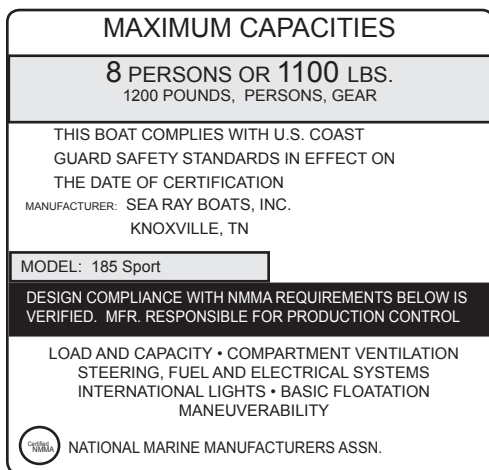 MAXIMUM CAPACITIES
8 PERSONS OR 1100 LBS.
1200 POUNDS, PERSONS, GEAR
THIS BOAT COMPLIES WITH U.S. COAST
GUARD SAFETY STANDARDS IN EFFECT ON
THE DATE OF CERTIFICATION
MANUFACTURER: SEA RAY BOATS, INC.
KNOXVILLE, TN
MODEL: 185 Sport
DESIGN COMPLIANCE WITH NMMA REQUIREMENTS BELOW IS
VERIFIED. MFR. RESPONSIBLE FOR PRODUCTION CONTROL
LOAD AND CAPACITY • COMPARTMENT VENTILATION
STEERING, FUEL AND ELECTRICAL SYSTEMS
INTERNATIONAL LIGHTS • BASIC FLOATATION
MANEUVERABILITY
Certified
NMMA
NATIONAL MARINE MANUFACTURERS ASSN.